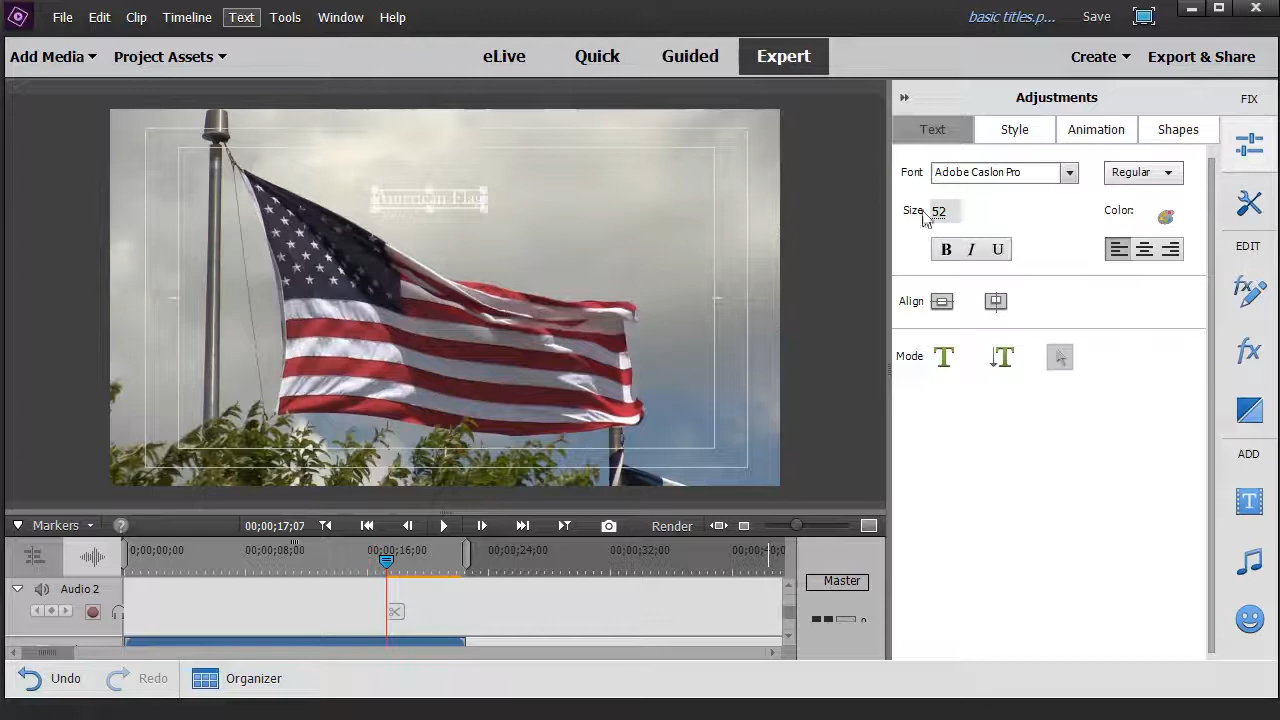 File Edit Clip Timeline Text Tools Window Help basic titles.p... Save
Add Media Project Assets eLive Quick Guided Expert Create Export & Share
Adjustments FIX
Text Style Animation Shapes
Font Adobe Caslon Pro Regular
Size 52 Color:
B I U
EDIT
Align
Mode T T
ADD
T
American Flag
Markers ? 00;00;17;07 Render
0;00;00;00 00;00;08;00 00;00;16;00 00;00;24;00 00;00;32;00 00;00;40;0
Master
Audio 2
0
Undo Redo Organizer